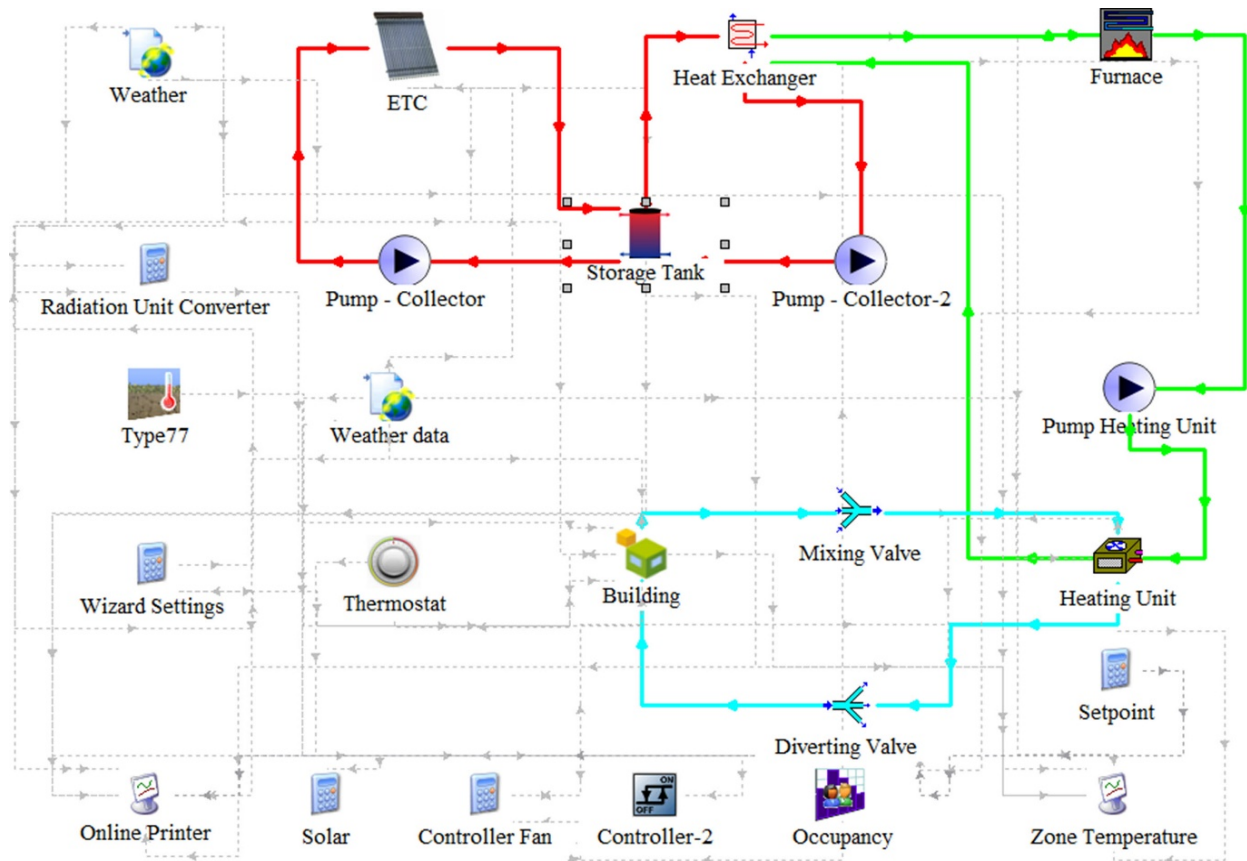 Weather
ETC
Heat Exchanger
Furnace
Radiation Unit Converter
Pump - Collector
Storage Tank
Pump - Collector-2
Type77
Weather data
Pump Heating Unit
Mixing Valve
Wizard Settings
Thermostat
Building
Heating Unit
Setpoint
Diverting Valve
ON
OFF
Online Printer
Solar
Controller Fan
Controller-2
Occupancy
Zone Temperature